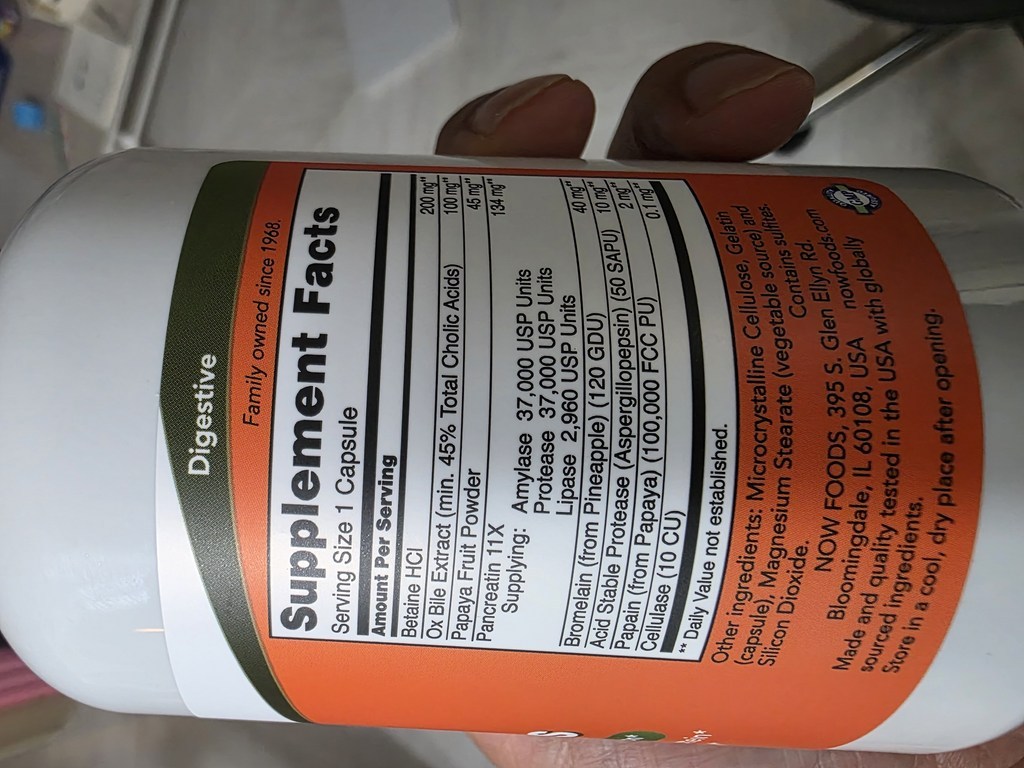 Digestive
Family owned since 1968.
Supplement Facts
Serving Size 1 Capsule
Amount Per Serving
Betaine HCl 200 mg**
Ox Bile Extract (min. 45% Total Cholic Acids) 100 mg**
Papaya Fruit Powder 45 mg**
Pancreatin 11X 134 mg**
Supplying: Amylase 37,000 USP Units
Protease 37,000 USP Units
Lipase 2,960 USP Units
Bromelain (from Pineapple) (120 GDU) 40 mg**
Acid Stable Protease (Aspergillopepsin) (50 SAPU) 10 mg**
Papain (from Papaya) (100,000 FCC PU) 2 mg**
Cellulase (10 CU) 0.1 mg**
** Daily Value not established.
Other ingredients: Microcrystalline Cellulose, Gelatin
(capsule), Magnesium Stearate (vegetable source) and
Silicon Dioxide. Contains sulfites.
NOW FOODS, 395 S. Glen Ellyn Rd.
Bloomingdale, IL 60108, USA nowfoods.com
Made and quality tested in the USA with globally
sourced ingredients.
Store in a cool, dry place after opening.